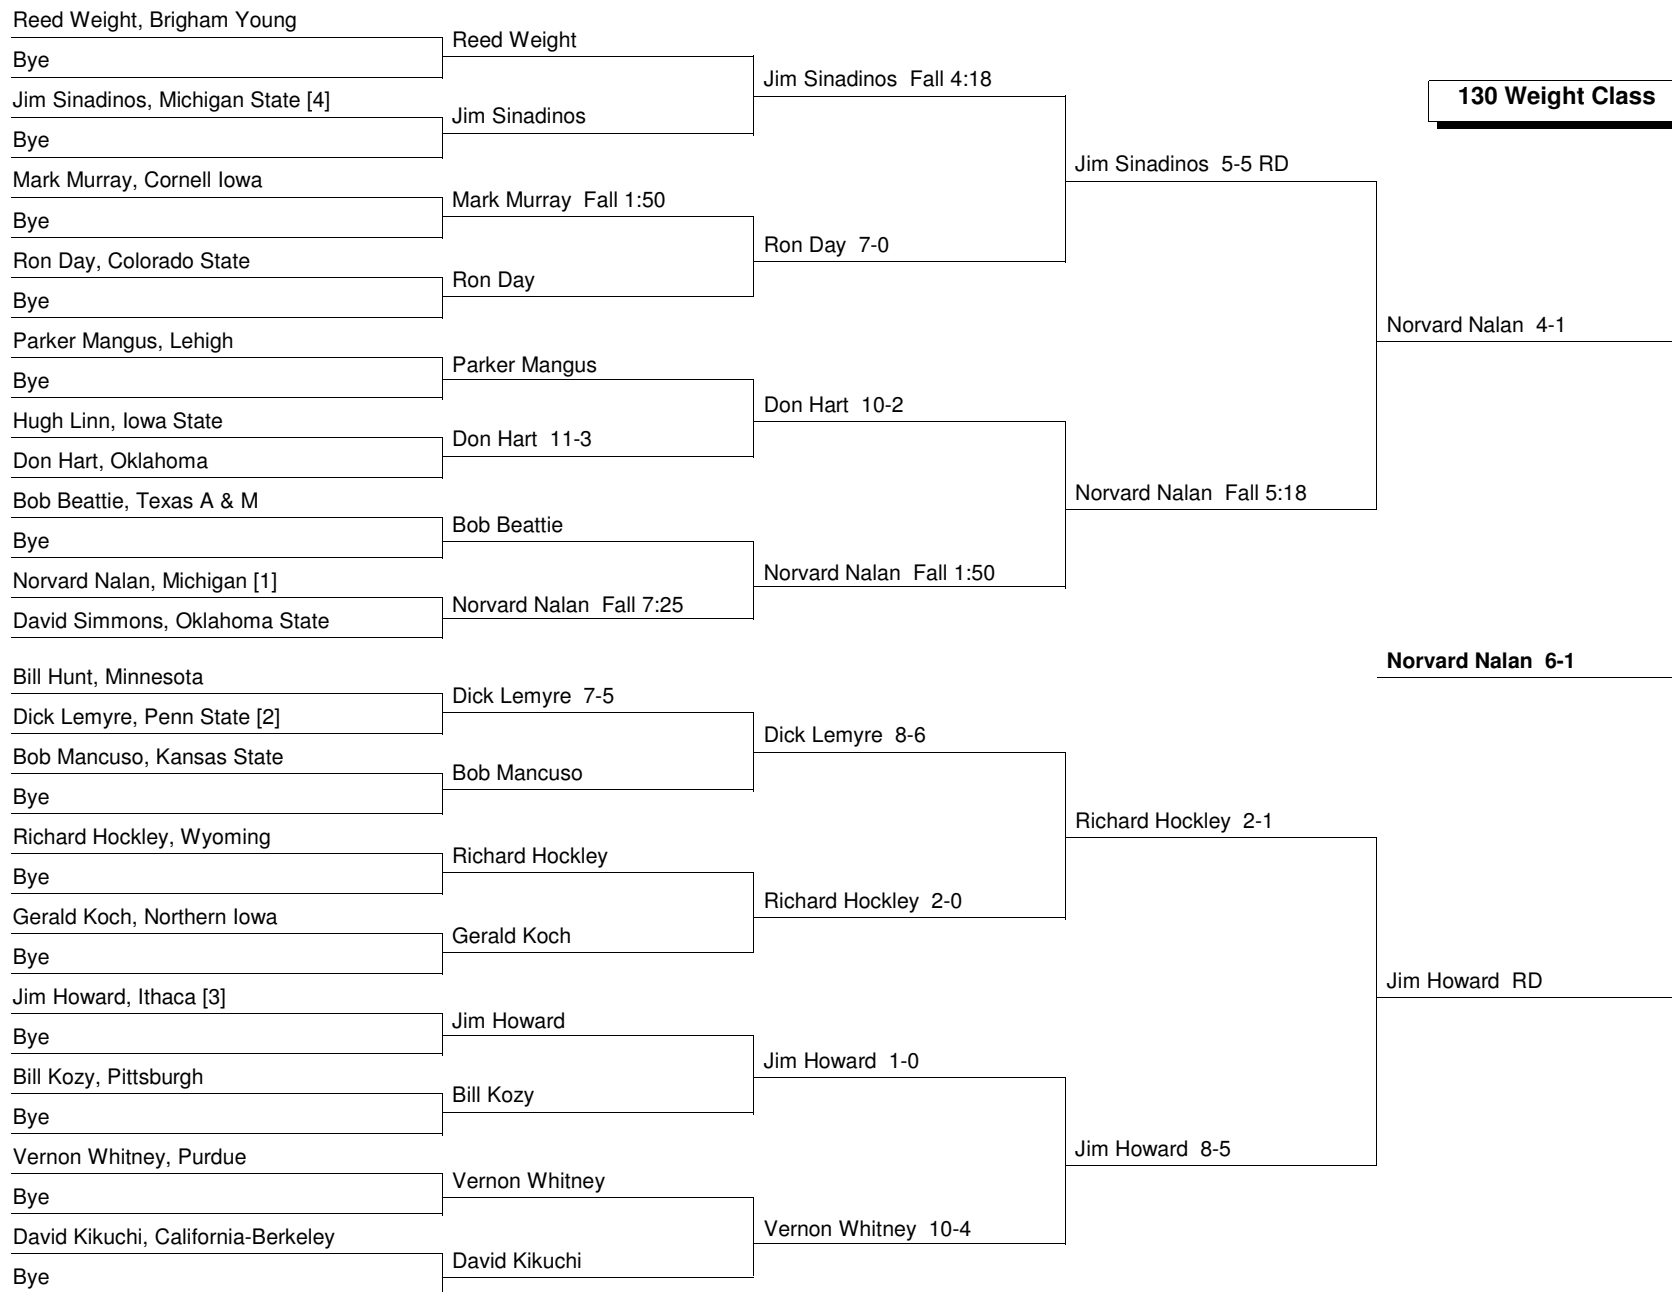 Reed Weight, Brigham Young
Bye
Jim Sinadinos, Michigan State [4]
Bye
Mark Murray, Cornell Iowa
Bye
Ron Day, Colorado State
Bye
Parker Mangus, Lehigh
Bye
Hugh Linn, Iowa State
Don Hart, Oklahoma
Bob Beattie, Texas A & M
Bye
Norvard Nalan, Michigan [1]
David Simmons, Oklahoma State
Bill Hunt, Minnesota
Dick Lemyre, Penn State [2]
Bob Mancuso, Kansas State
Bye
Richard Hockley, Wyoming
Bye
Gerald Koch, Northern Iowa
Bye
Jim Howard, Ithaca [3]
Bye
Bill Kozy, Pittsburgh
Bye
Vernon Whitney, Purdue
Bye
David Kikuchi, California-Berkeley
Bye
Reed Weight
Jim Sinadinos
Mark Murray Fall 1:50
Ron Day
Parker Mangus
Don Hart 11-3
Bob Beattie
Norvard Nalan Fall 7:25
Dick Lemyre 7-5
Bob Mancuso
Richard Hockley
Gerald Koch
Jim Howard
Bill Kozy
Vernon Whitney
David Kikuchi
Jim Sinadinos Fall 4:18
Ron Day 7-0
Don Hart 10-2
Norvard Nalan Fall 1:50
Dick Lemyre 8-6
Richard Hockley 2-0
Jim Howard 1-0
Vernon Whitney 10-4
Jim Sinadinos 5-5 RD
Norvard Nalan Fall 5:18
Richard Hockley 2-1
Jim Howard 8-5
130 Weight Class
Norvard Nalan 4-1
Norvard Nalan 6-1
Jim Howard RD